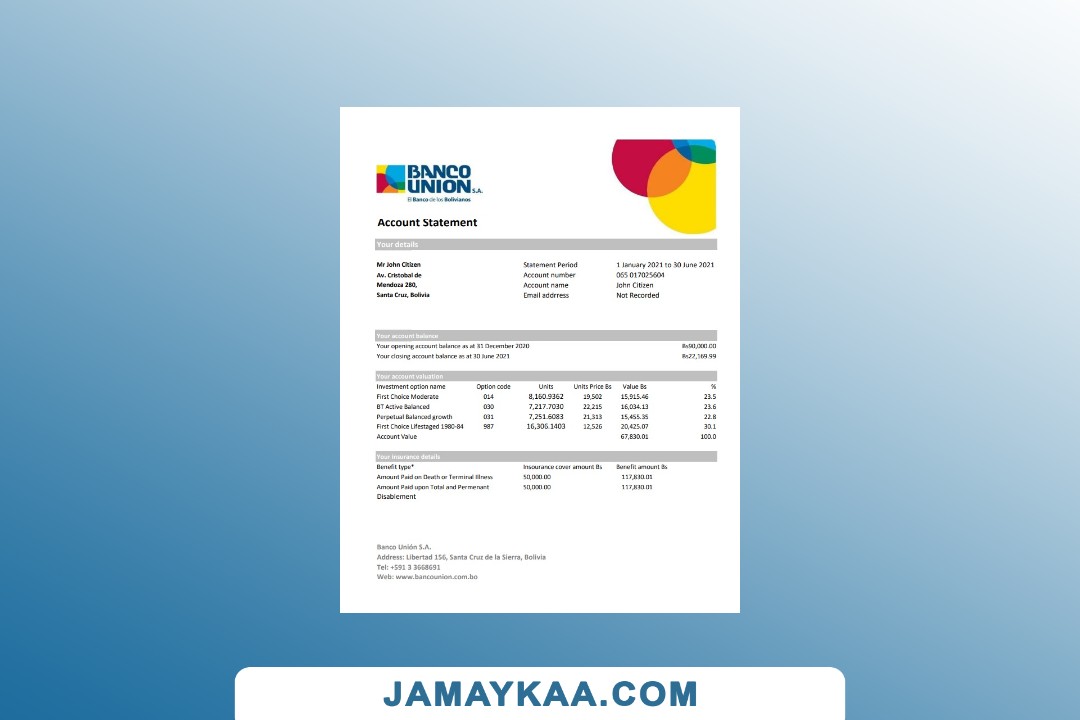 BANCO
UNION S.A.
El Banco de los Bolivianos
Account Statement
Your details
Mr John Citizen Statement Period 1 January 2021 to 30 June 2021
Av. Cristobal de Account number 065 017025604
Mendoza 280, Account name John Citizen
Santa Cruz, Bolivia Email addrress Not Recorded
Your account balance
Your opening account balance as at 31 December 2020 Bs90,000.00
Your closing account balance as at 30 June 2021 Bs22,169.99
Your account valuation
Investment option name Option code Units Units Price Bs Value Bs %
First Choice Moderate 014 8,160.9362 19,502 15,915.46 23.5
BT Active Balanced 030 7,217.7030 22,215 16,034.13 23.6
Perpetual Balanced growth 031 7,251.6083 21,313 15,455.35 22.8
First Choice Lifestaged 1980-84 987 16,306.1403 12,526 20,425.07 30.1
Account Value 67,830.01 100.0
Your insurance details
Benefit type* Insourance cover amount Bs Benefit amount Bs
Amount Paid on Death or Terminal Illness 50,000.00 117,830.01
Amount Paid upon Total and Permenant 50,000.00 117,830.01
Disablement
Banco Unión S.A.
Address: Libertad 156, Santa Cruz de la Sierra, Bolivia
Tel: +591 3 3668691
Web: www.bancounion.com.bo
JAMAYKAA.COM